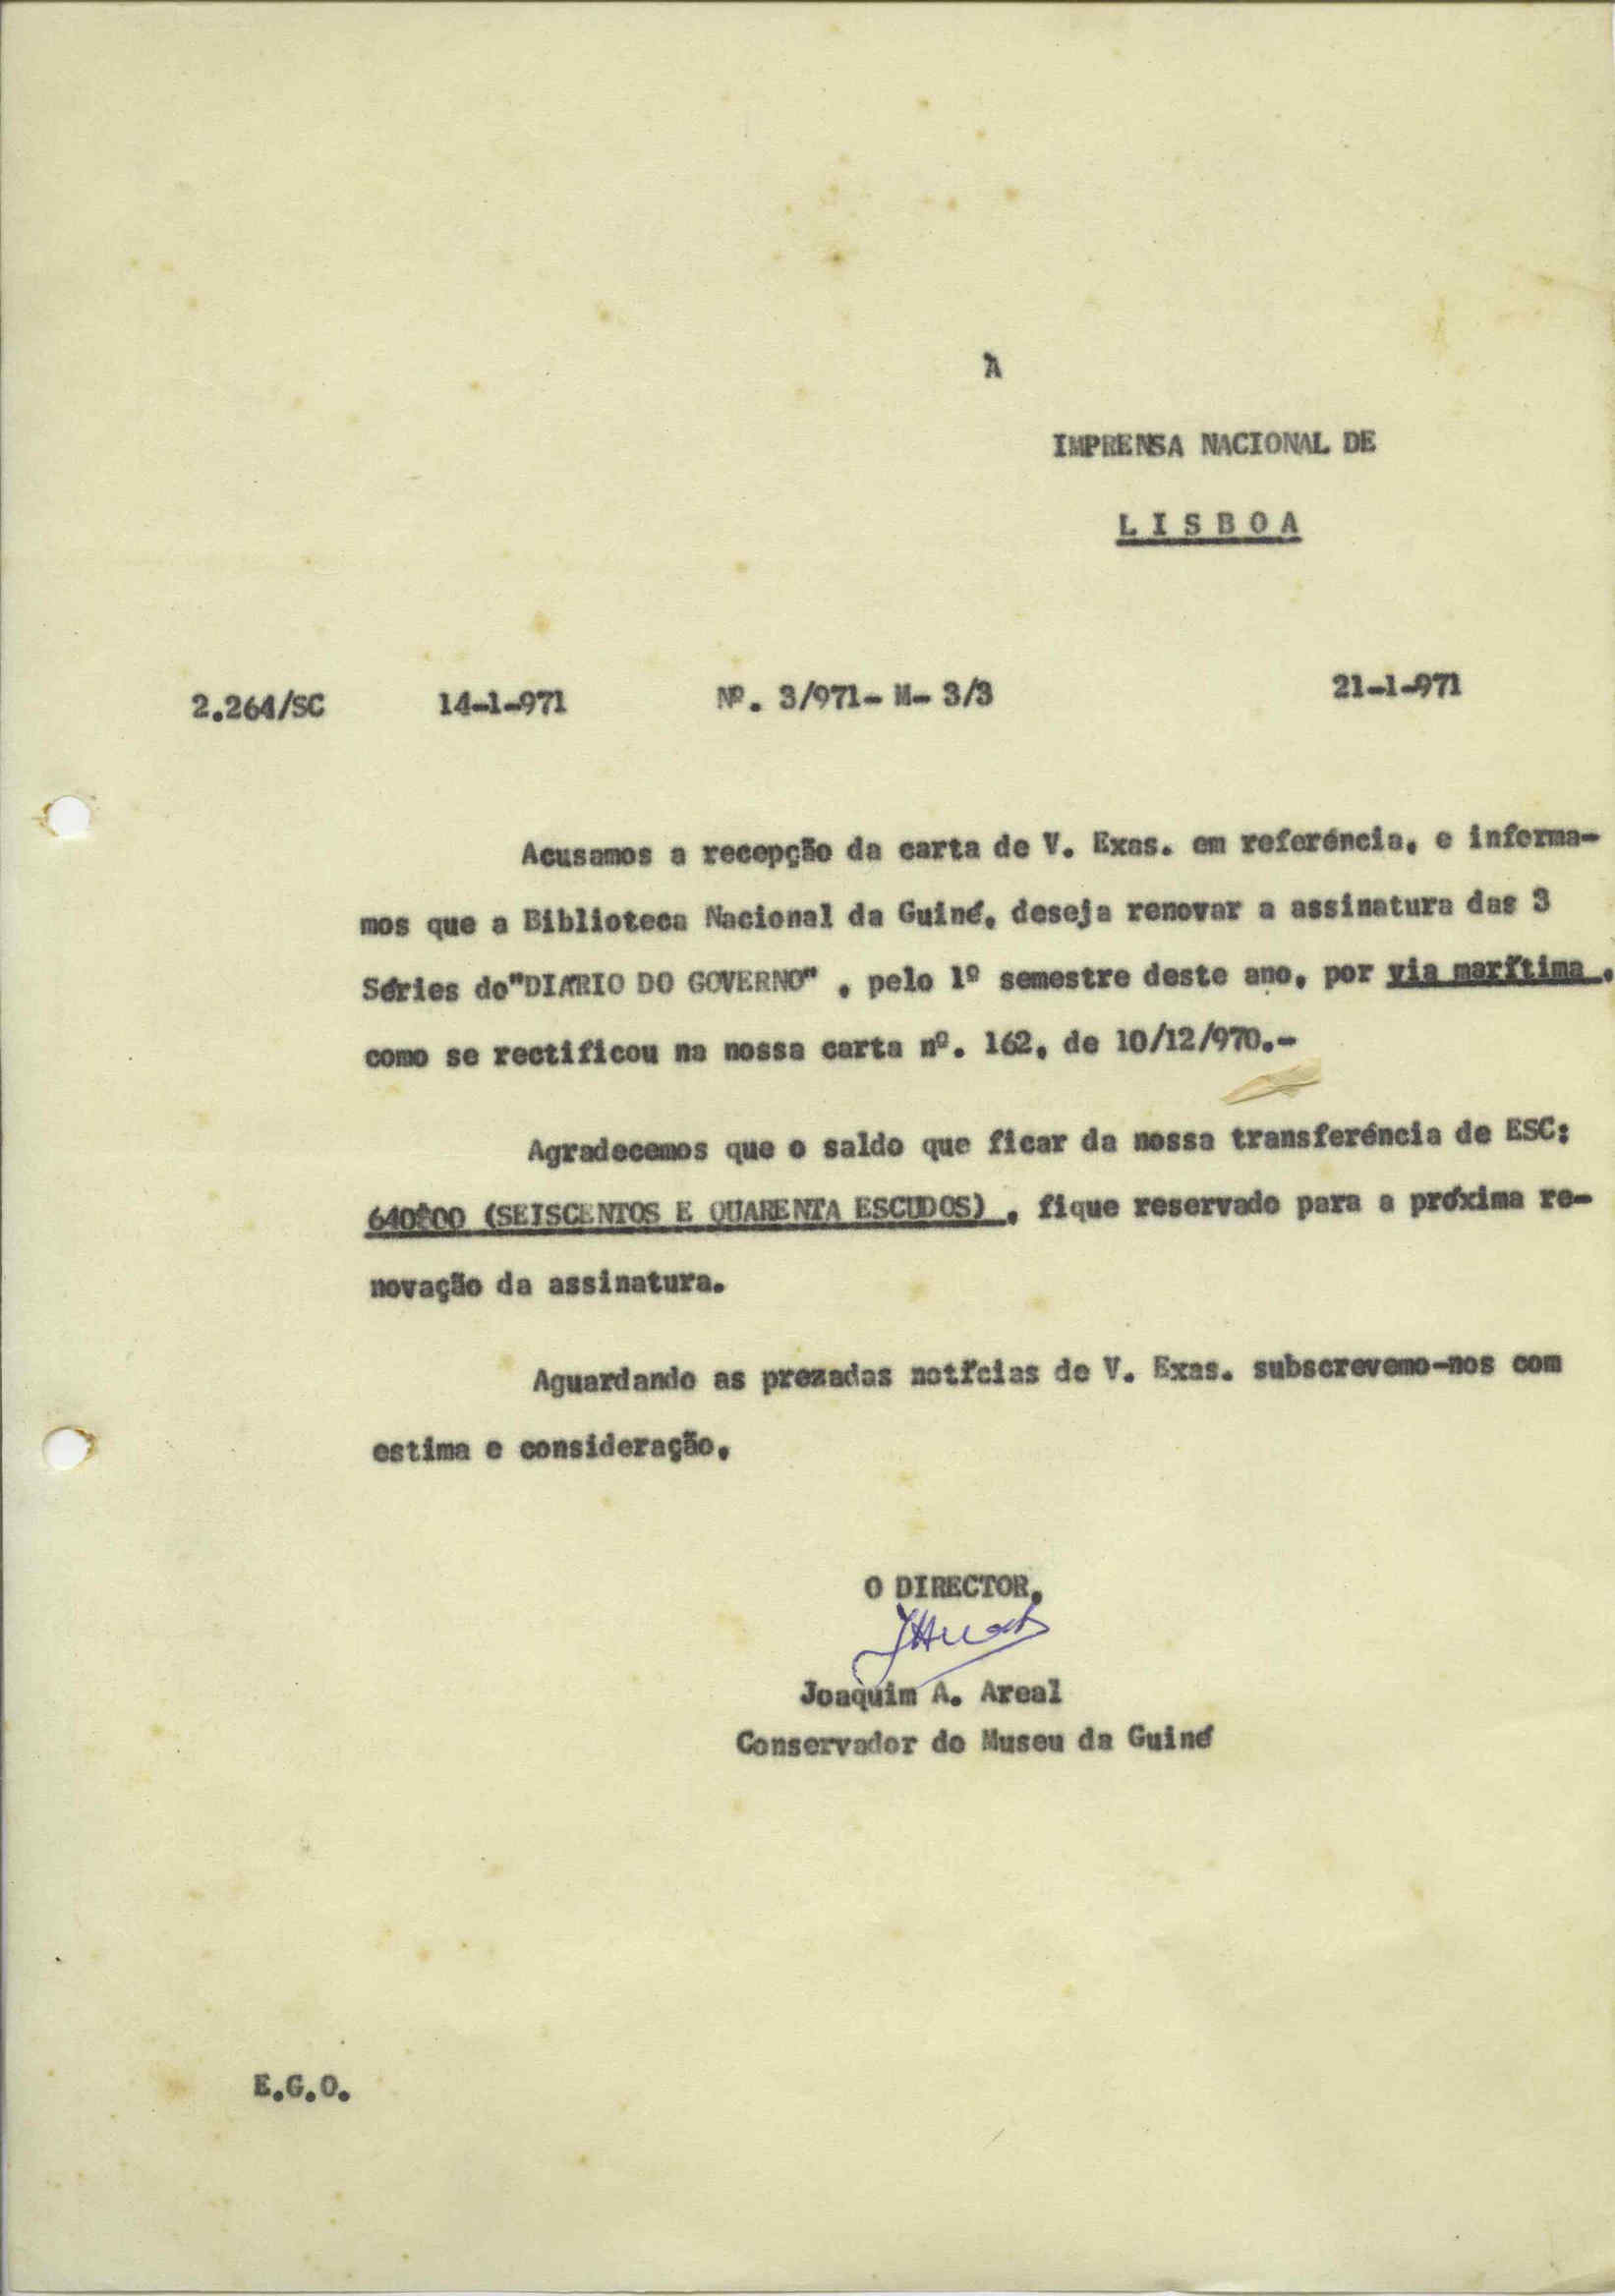 À
IMPRENSA NACIONAL DE
L I S B O A
2.264/SC 14-1-971 Nº. 3/971- M- 3/3 21-1-971
Acusamos a recepção da carta de V. Exas. em referéncia, e informa-
mos que a Biblioteca Nacional da Guiné, deseja renovar a assinatura das 3
Séries do"DIÁRIO DO GOVERNO" , pelo 1º semestre deste ano, por via marítima ,
como se rectificou na nossa carta nº. 162, de 10/12/970.-
Agradecemos que o saldo que ficar da nossa transferéncia de ESC:
640$00 (SEISCENTOS E QUARENTA ESCUDOS) , fique reservado para a próxima re-
novação da assinatura.
Aguardando as prezadas notícias de V. Exas. subscrevemo-nos com
estima e consideração,
O DIRECTOR,
Joaquim A. Areal
Conservador do Museu da Guiné
E.G.O.